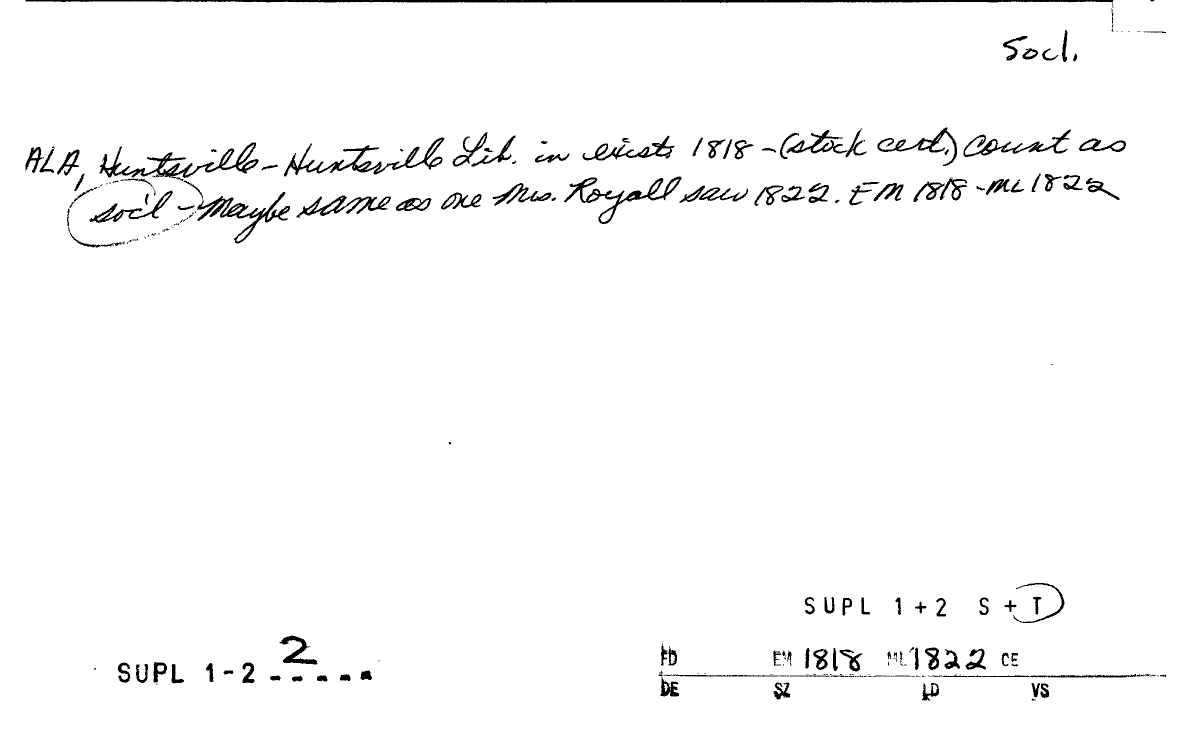 Socl.
ALA, Huntsville - Huntsville Lib. in exists 1818 - (stock cert.) Count as
soc'l - Maybe same as one Mrs. Royall saw 1822. EM 1818 - ML 1822
SUPL 1+2 S+T
SUPL 1-2 2
FD EM 1818 ML 1822 CE
DE SZ LD VS